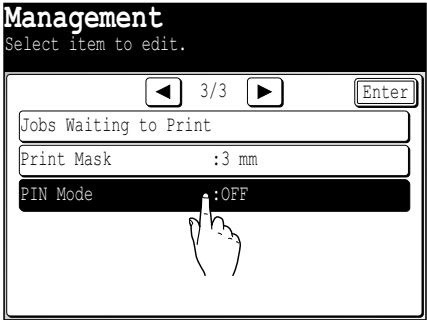 Management
Select item to edit.
3/3
Enter
Jobs Waiting to Print
Print Mask :3 mm
PIN Mode :OFF